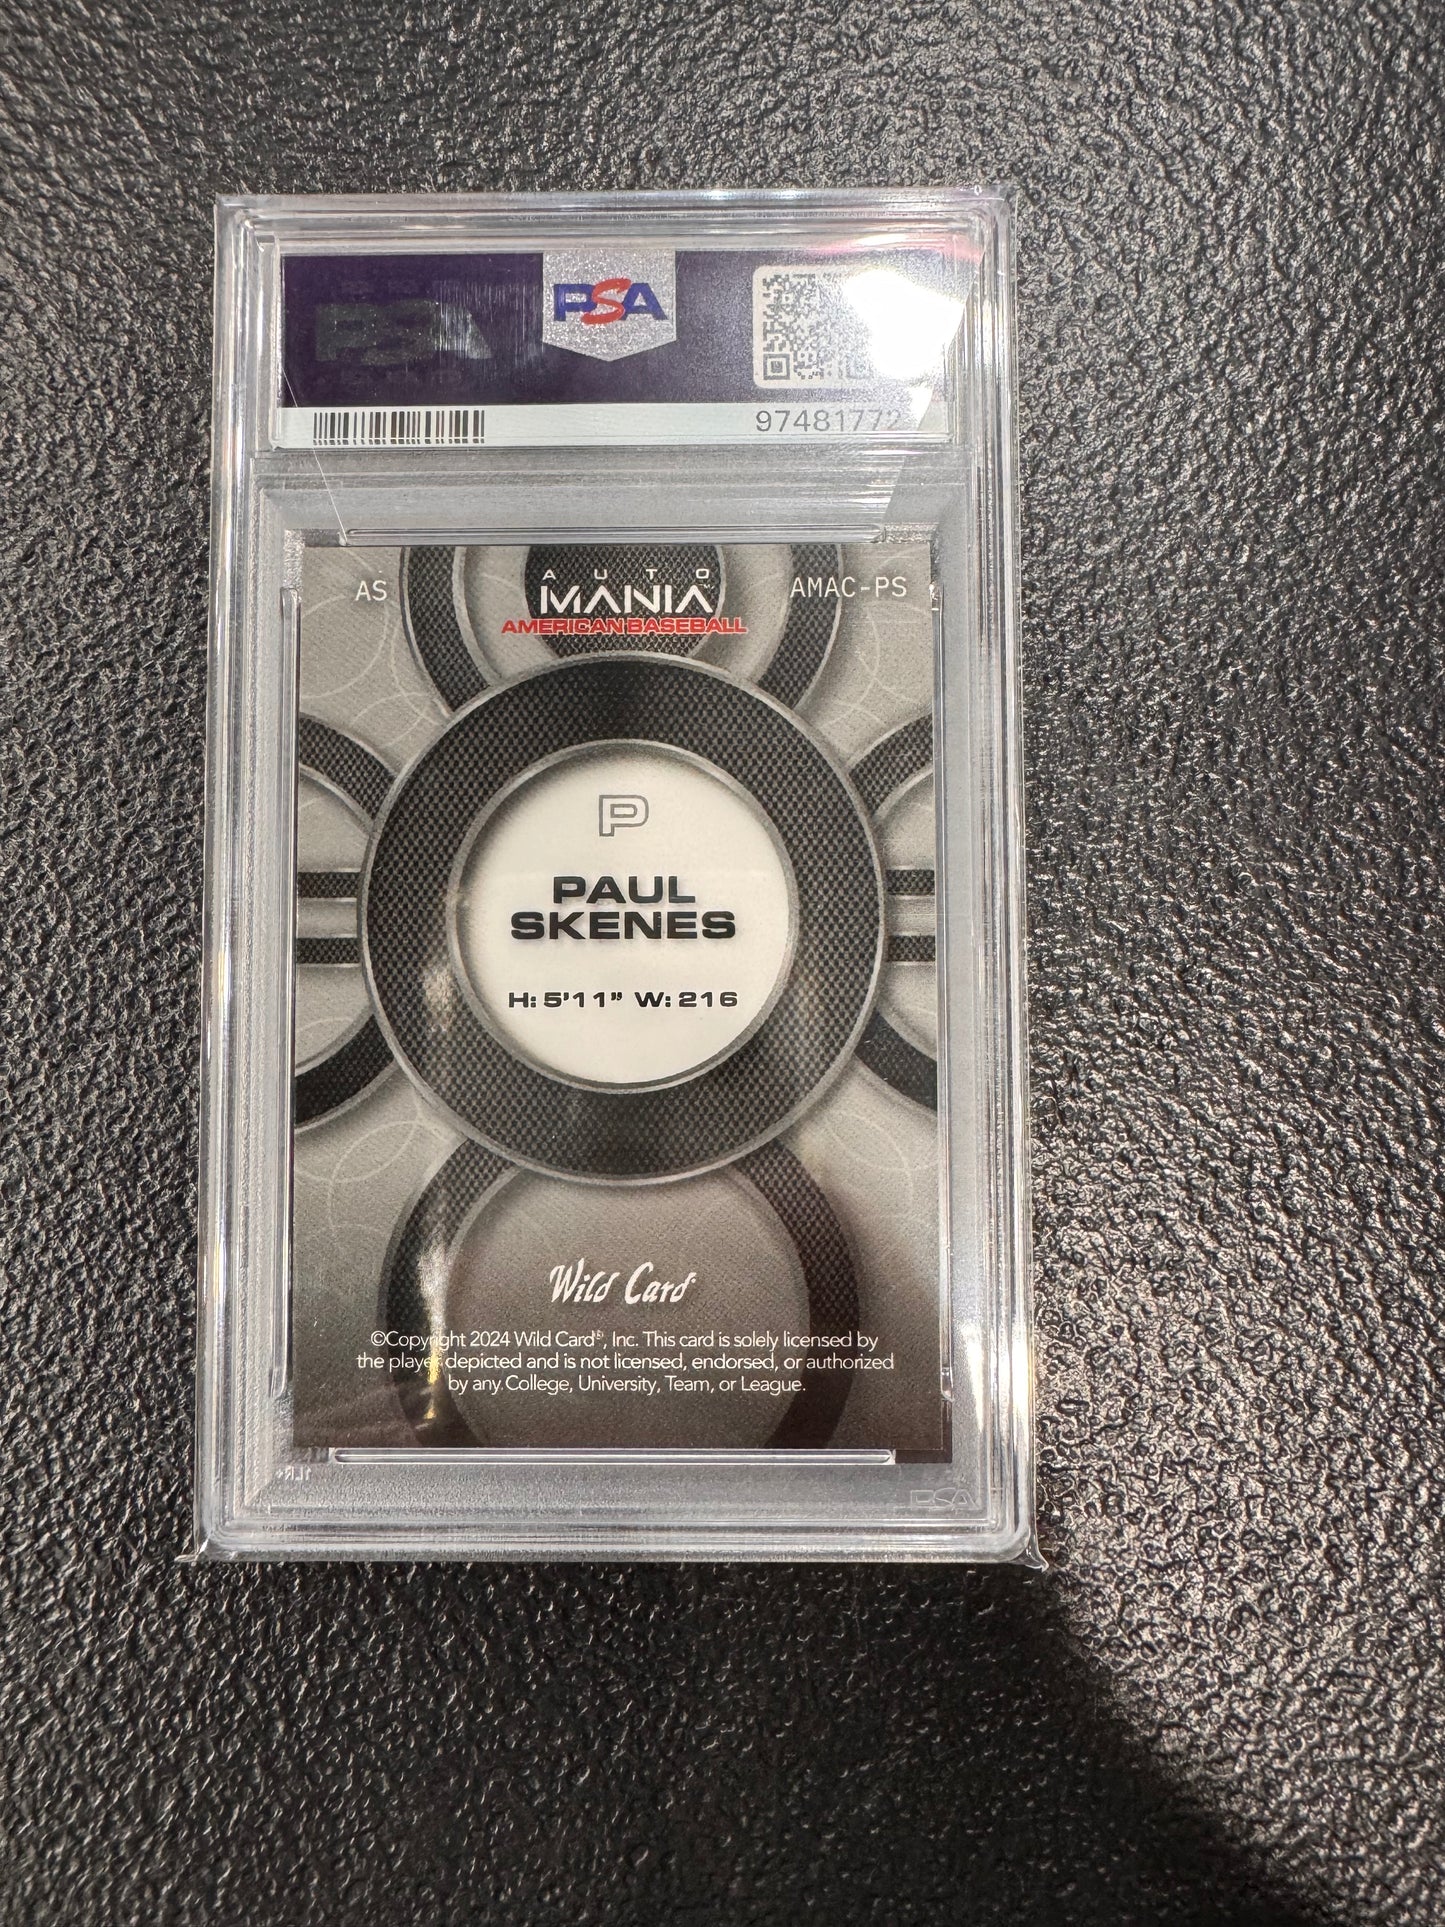 PSA
PSA
97481772
AS
AUTO
MANIA
AMERICAN BASEBALL
AMAC-PS
P
PAUL
SKENES
H: 5'11" W: 216
Wild Card
©Copyright 2024 Wild Card®, Inc. This card is solely licensed by
the player depicted and is not licensed, endorsed, or authorized
by any College, University, Team, or League.
PSA